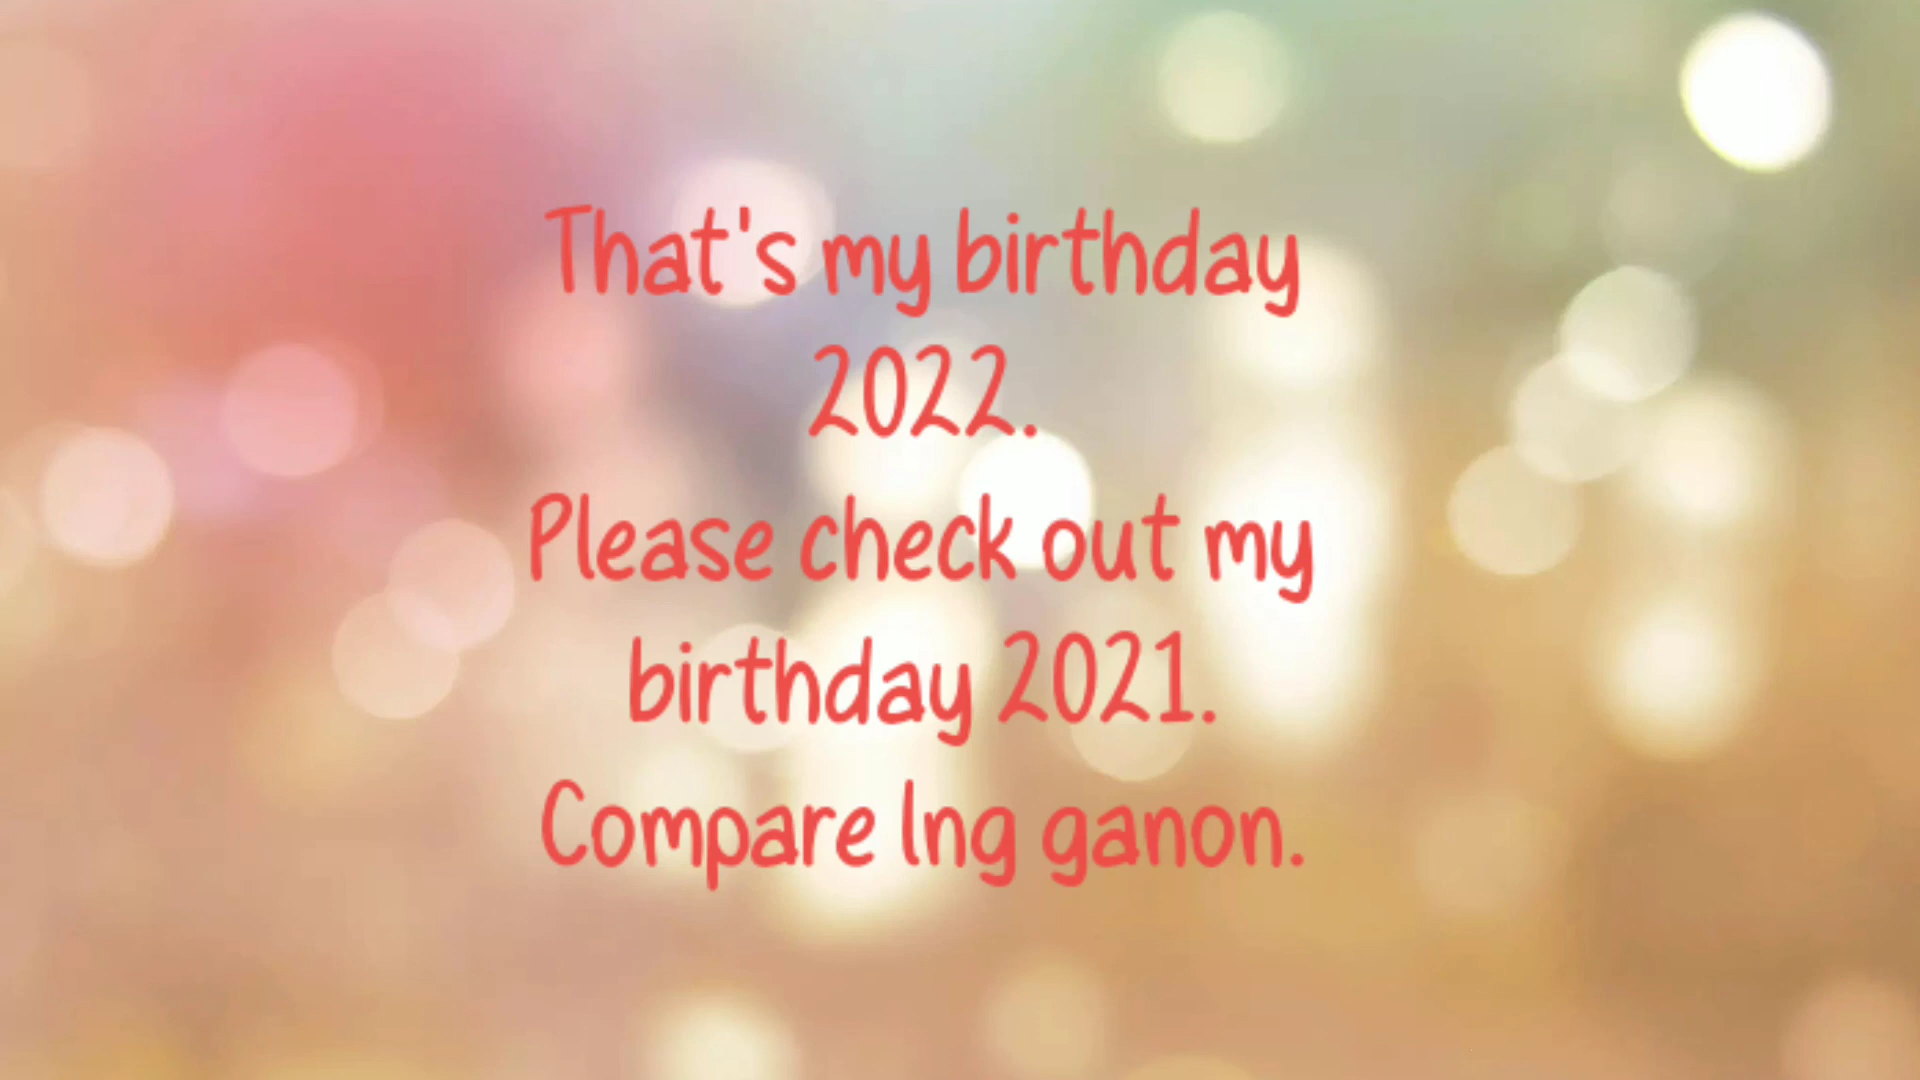 That's my birthday
2022.
Please check out my
birthday 2021.
Compare lng ganon.